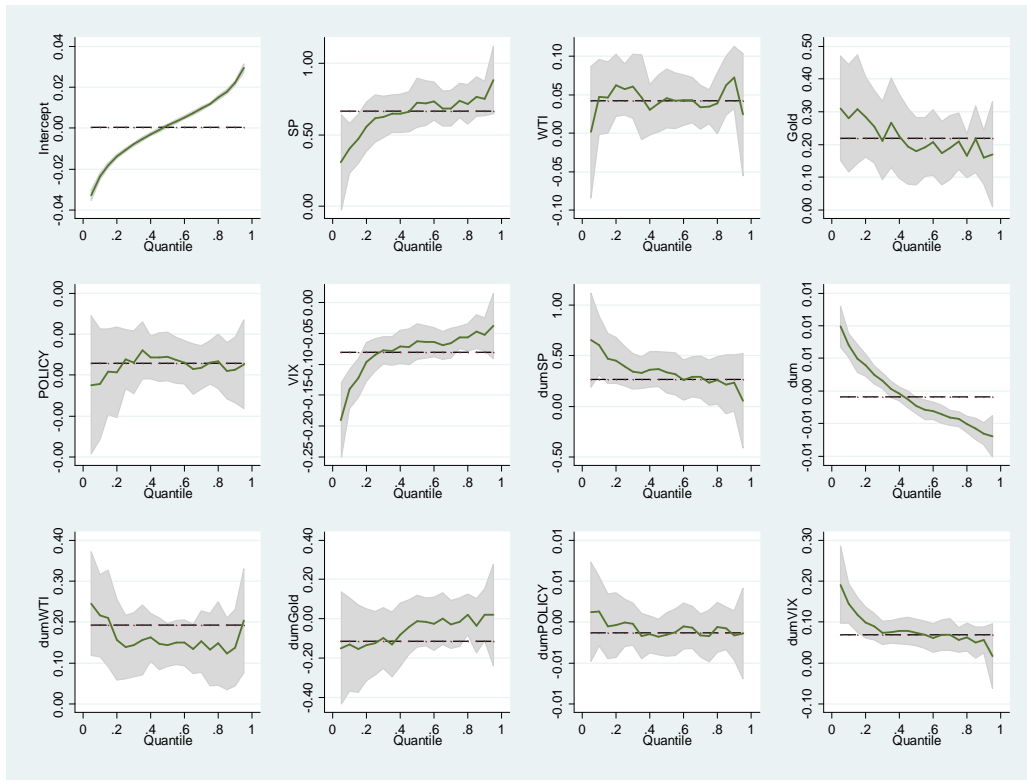 Intercept
-0.04 -0.02 0.00 0.02 0.04
0 .2 .4 .6 .8 1
Quantile
SP
0.00 0.50 1.00
0 .2 .4 .6 .8 1
Quantile
WTI
-0.10 -0.05 0.00 0.05 0.10
0 .2 .4 .6 .8 1
Quantile
Gold
0.00 0.10 0.20 0.30 0.40 0.50
0 .2 .4 .6 .8 1
Quantile
POLICY
-0.00 -0.00 0.00 0.00 0.00
0 .2 .4 .6 .8 1
Quantile
VIX
-0.25 -0.20 -0.15 -0.10 -0.05 0.00
0 .2 .4 .6 .8 1
Quantile
dumSP
-0.50 0.00 0.50 1.00
0 .2 .4 .6 .8 1
Quantile
dum
-0.01 -0.01 0.00 0.00 0.01 0.01
0 .2 .4 .6 .8 1
Quantile
dumWTI
0.00 0.10 0.20 0.30 0.40
0 .2 .4 .6 .8 1
Quantile
dumGold
-0.40 -0.20 0.00 0.20 0.40
0 .2 .4 .6 .8 1
Quantile
dumPOLICY
-0.01 -0.01 0.00 0.01 0.01
0 .2 .4 .6 .8 1
Quantile
dumVIX
-0.10 0.00 0.10 0.20 0.30
0 .2 .4 .6 .8 1
Quantile